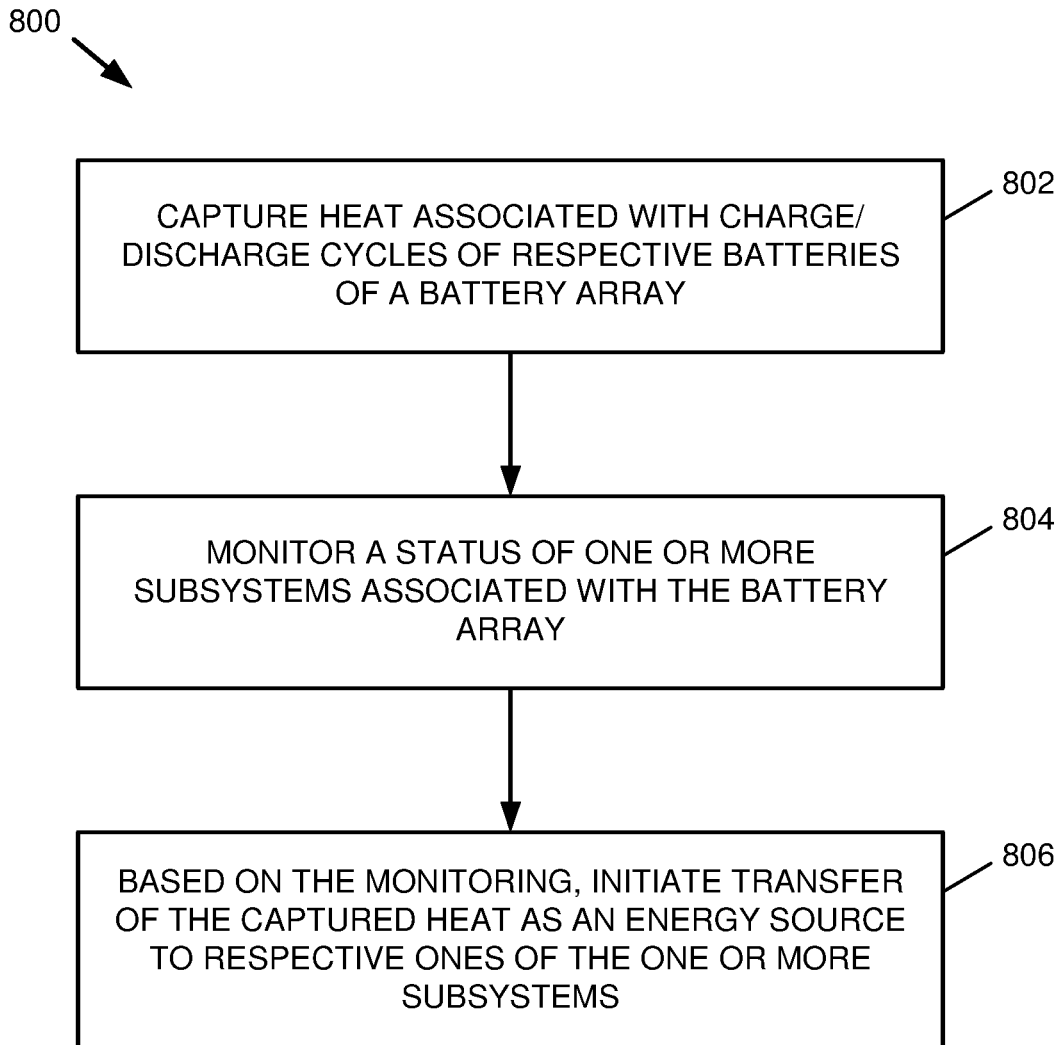 800
802
CAPTURE HEAT ASSOCIATED WITH CHARGE/
DISCHARGE CYCLES OF RESPECTIVE BATTERIES
OF A BATTERY ARRAY
804
MONITOR A STATUS OF ONE OR MORE
SUBSYSTEMS ASSOCIATED WITH THE BATTERY
ARRAY
806
BASED ON THE MONITORING, INITIATE TRANSFER
OF THE CAPTURED HEAT AS AN ENERGY SOURCE
TO RESPECTIVE ONES OF THE ONE OR MORE
SUBSYSTEMS